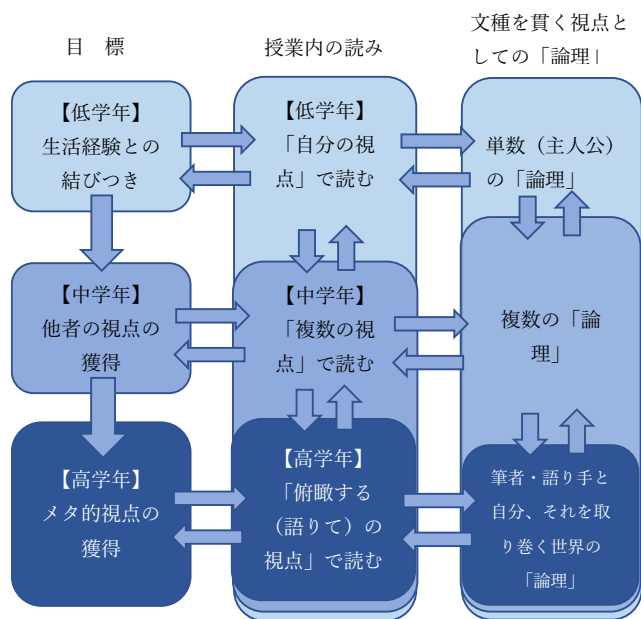 目　標
授業内の読み
文種を貫く視点と
しての「論理」
【低学年】
生活経験との
結びつき
【低学年】
「自分の視
点」で読む
単数（主人公）
の「論理」
【中学年】
他者の視点の
獲得
【中学年】
「複数の視
点」で読む
複数の「論
理」
【高学年】
メタ的視点の
獲得
【高学年】
「俯瞰する
（語りて）の
視点」で読む
筆者・語り手と
自分、それを取
り巻く世界の
「論理」